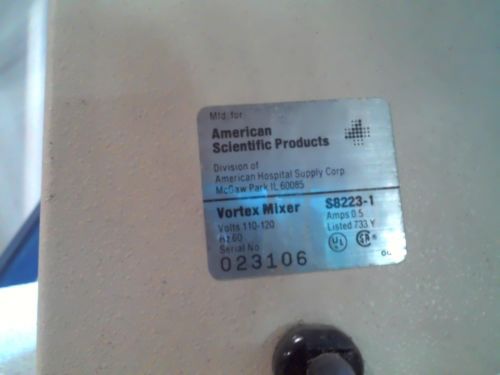 Mfd. for:
American
Scientific Products
Division of
American Hospital Supply Corp.
McGaw Park IL 60085
Vortex Mixer S8223-1
Volts 110-120 Amps 0.5
Hz 60 Listed 733 Y
Serial No
023106
UL